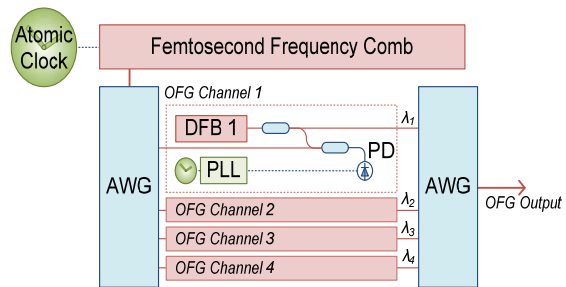 Atomic
Clock
Femtosecond Frequency Comb
OFG Channel 1
DFB 1
λ1
PD
PLL
AWG
AWG
OFG Channel 2
λ2
OFG Channel 3
λ3
OFG Channel 4
λ4
OFG Output